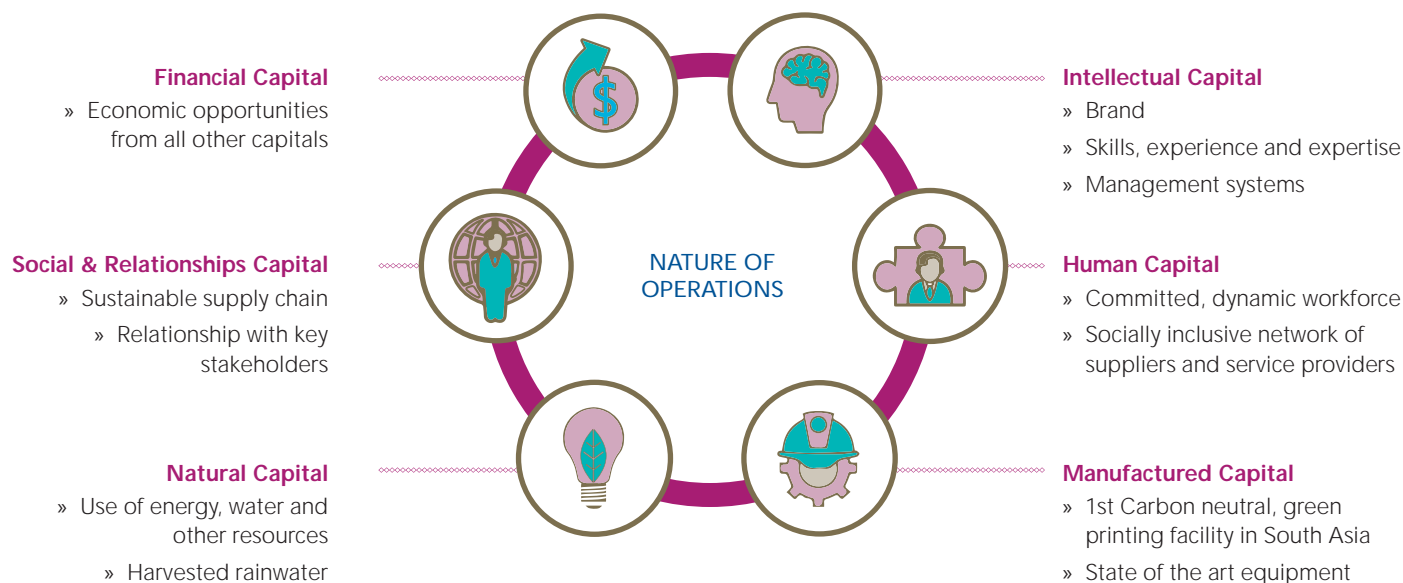 Financial Capital
» Economic opportunities
from all other capitals
Social & Relationships Capital
» Sustainable supply chain
» Relationship with key
stakeholders
Natural Capital
» Use of energy, water and
other resources
» Harvested rainwater
$
NATURE OF
OPERATIONS
Intellectual Capital
» Brand
» Skills, experience and expertise
» Management systems
Human Capital
» Committed, dynamic workforce
» Socially inclusive network of
suppliers and service providers
Manufactured Capital
» 1st Carbon neutral, green
printing facility in South Asia
» State of the art equipment